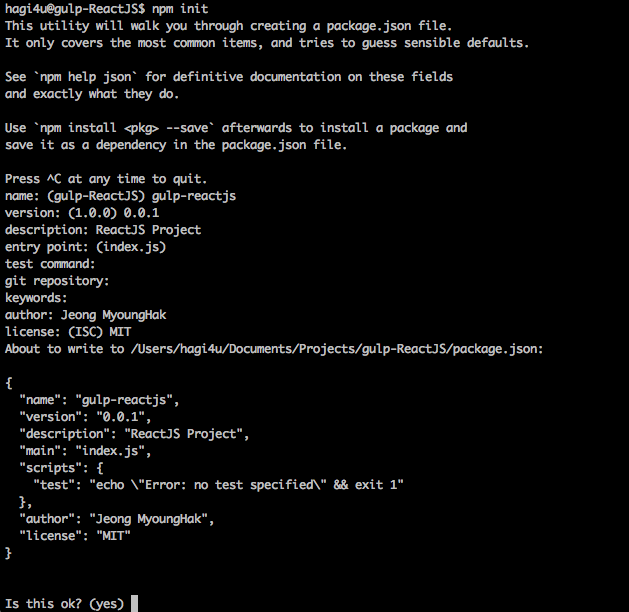 hagi4u@gulp-ReactJS$ npm init
This utility will walk you through creating a package.json file.
It only covers the most common items, and tries to guess sensible defaults.

See `npm help json` for definitive documentation on these fields
and exactly what they do.

Use `npm install <pkg> --save` afterwards to install a package and
save it as a dependency in the package.json file.

Press ^C at any time to quit.
name: (gulp-ReactJS) gulp-reactjs
version: (1.0.0) 0.0.1
description: ReactJS Project
entry point: (index.js)
test command:
git repository:
keywords:
author: Jeong MyoungHak
license: (ISC) MIT
About to write to /Users/hagi4u/Documents/Projects/gulp-ReactJS/package.json:

{
  "name": "gulp-reactjs",
  "version": "0.0.1",
  "description": "ReactJS Project",
  "main": "index.js",
  "scripts": {
    "test": "echo \"Error: no test specified\" && exit 1"
  },
  "author": "Jeong MyoungHak",
  "license": "MIT"
}


Is this ok? (yes)